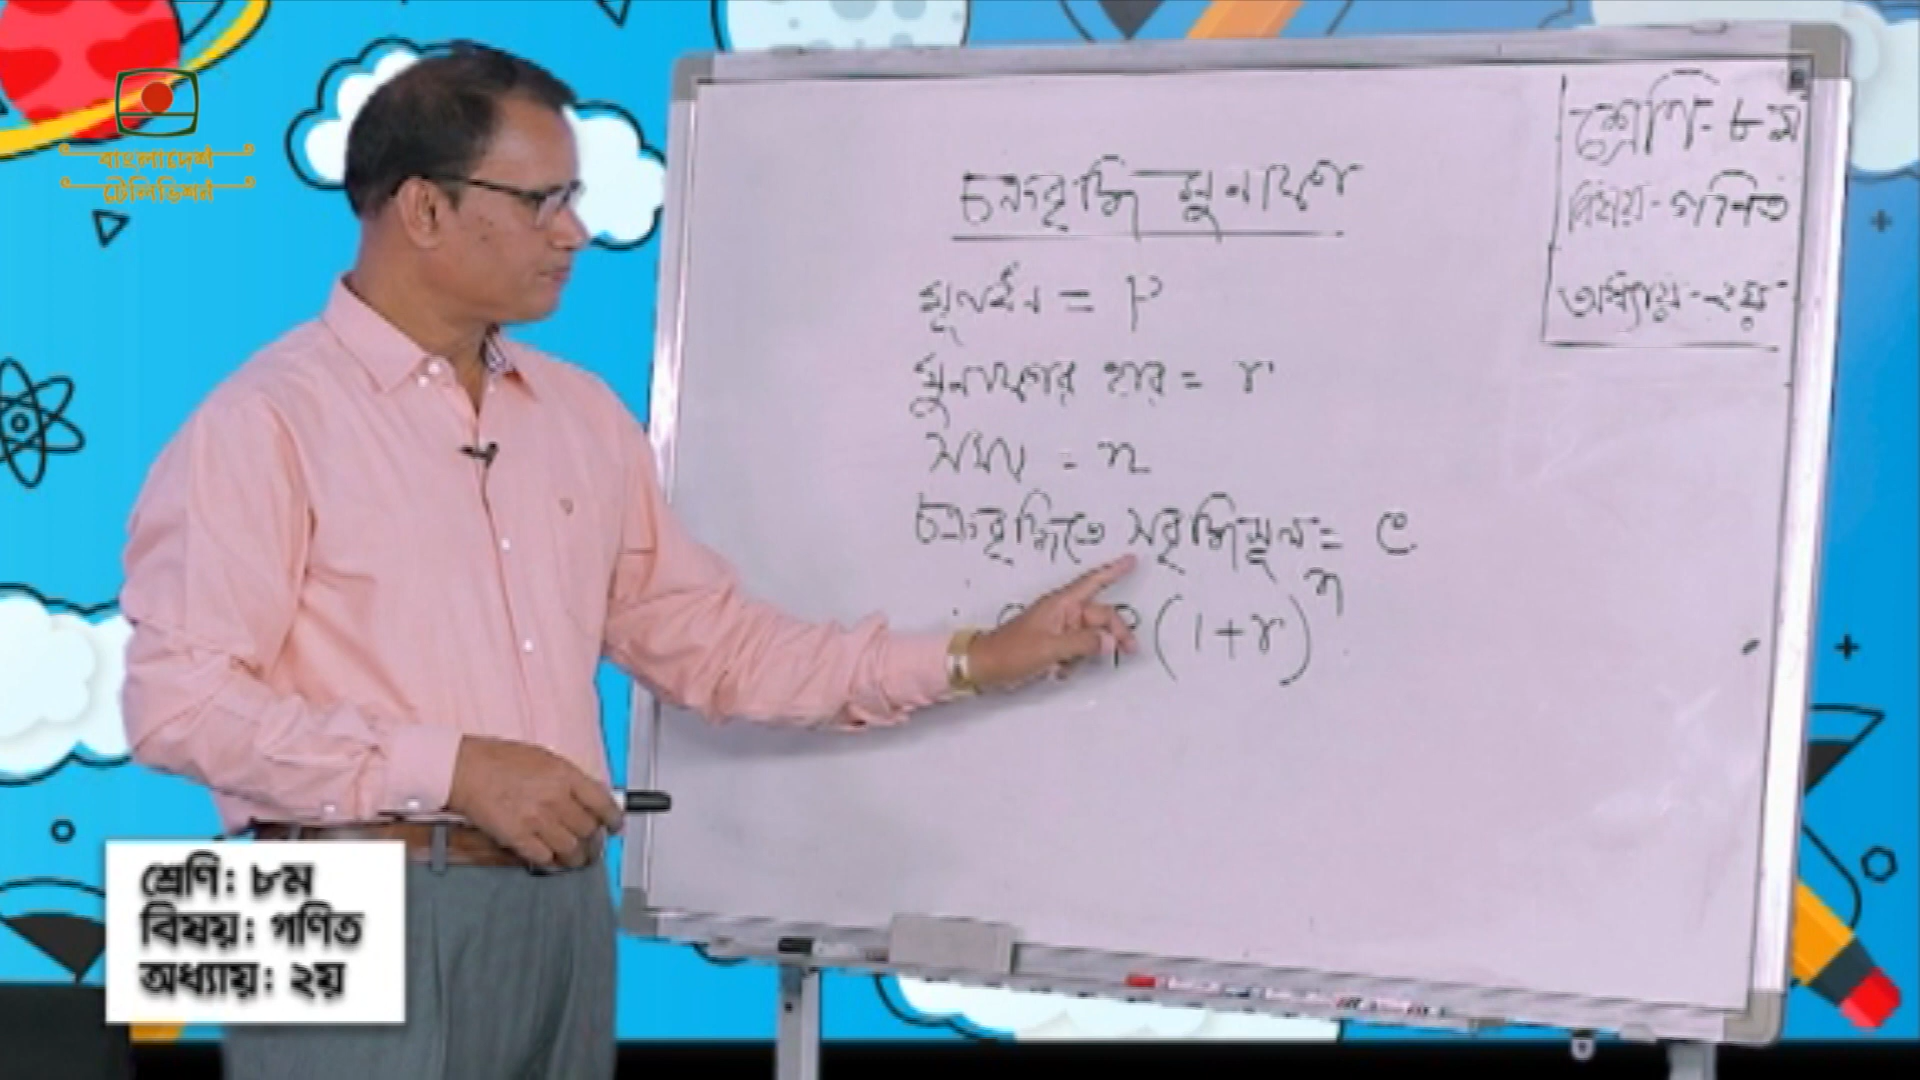 বাংলাদেশ
টেলিভিশন
শ্রেণি- ৮ম
বিষয়- গণিত
অধ্যায়- ২য়
চক্রবৃদ্ধি মুনাফা
মূলধন = P
মুনাফার হার = r
সময় = n
চক্রবৃদ্ধিতে সবৃদ্ধিমূল = C
P (1+r)ⁿ
শ্রেণি: ৮ম
বিষয়: গণিত
অধ্যায়: ২য়